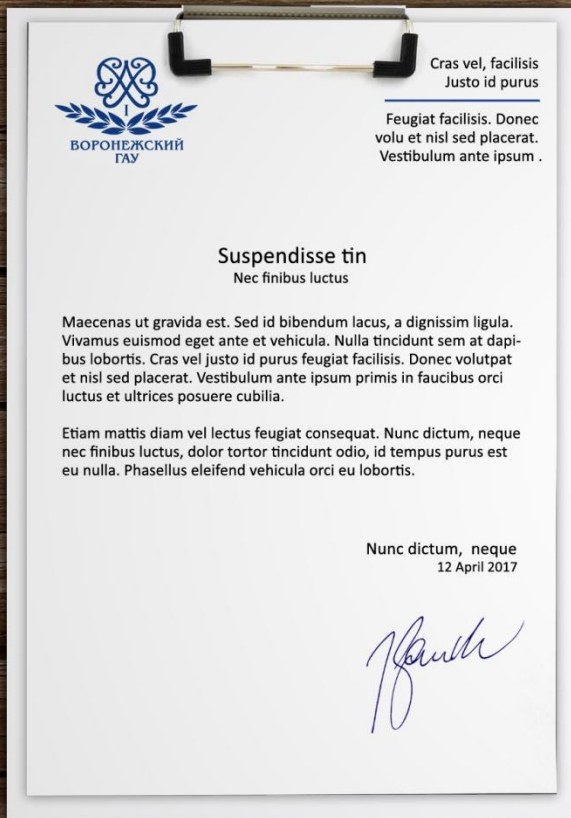 I
ВОРОНЕЖСКИЙ
ГАУ
Cras vel, facilisis
Justo id purus
Feugiat facilisis. Donec
volu et nisl sed placerat.
Vestibulum ante ipsum .
Suspendisse tin
Nec finibus luctus
Maecenas ut gravida est. Sed id bibendum lacus, a dignissim ligula.
Vivamus euismod eget ante et vehicula. Nulla tincidunt sem at dapi-
bus lobortis. Cras vel justo id purus feugiat facilisis. Donec volutpat
et nisl sed placerat. Vestibulum ante ipsum primis in faucibus orci
luctus et ultrices posuere cubilia.
Etiam mattis diam vel lectus feugiat consequat. Nunc dictum, neque
nec finibus luctus, dolor tortor tincidunt odio, id tempus purus est
eu nulla. Phasellus eleifend vehicula orci eu lobortis.
Nunc dictum,  neque
12 April 2017